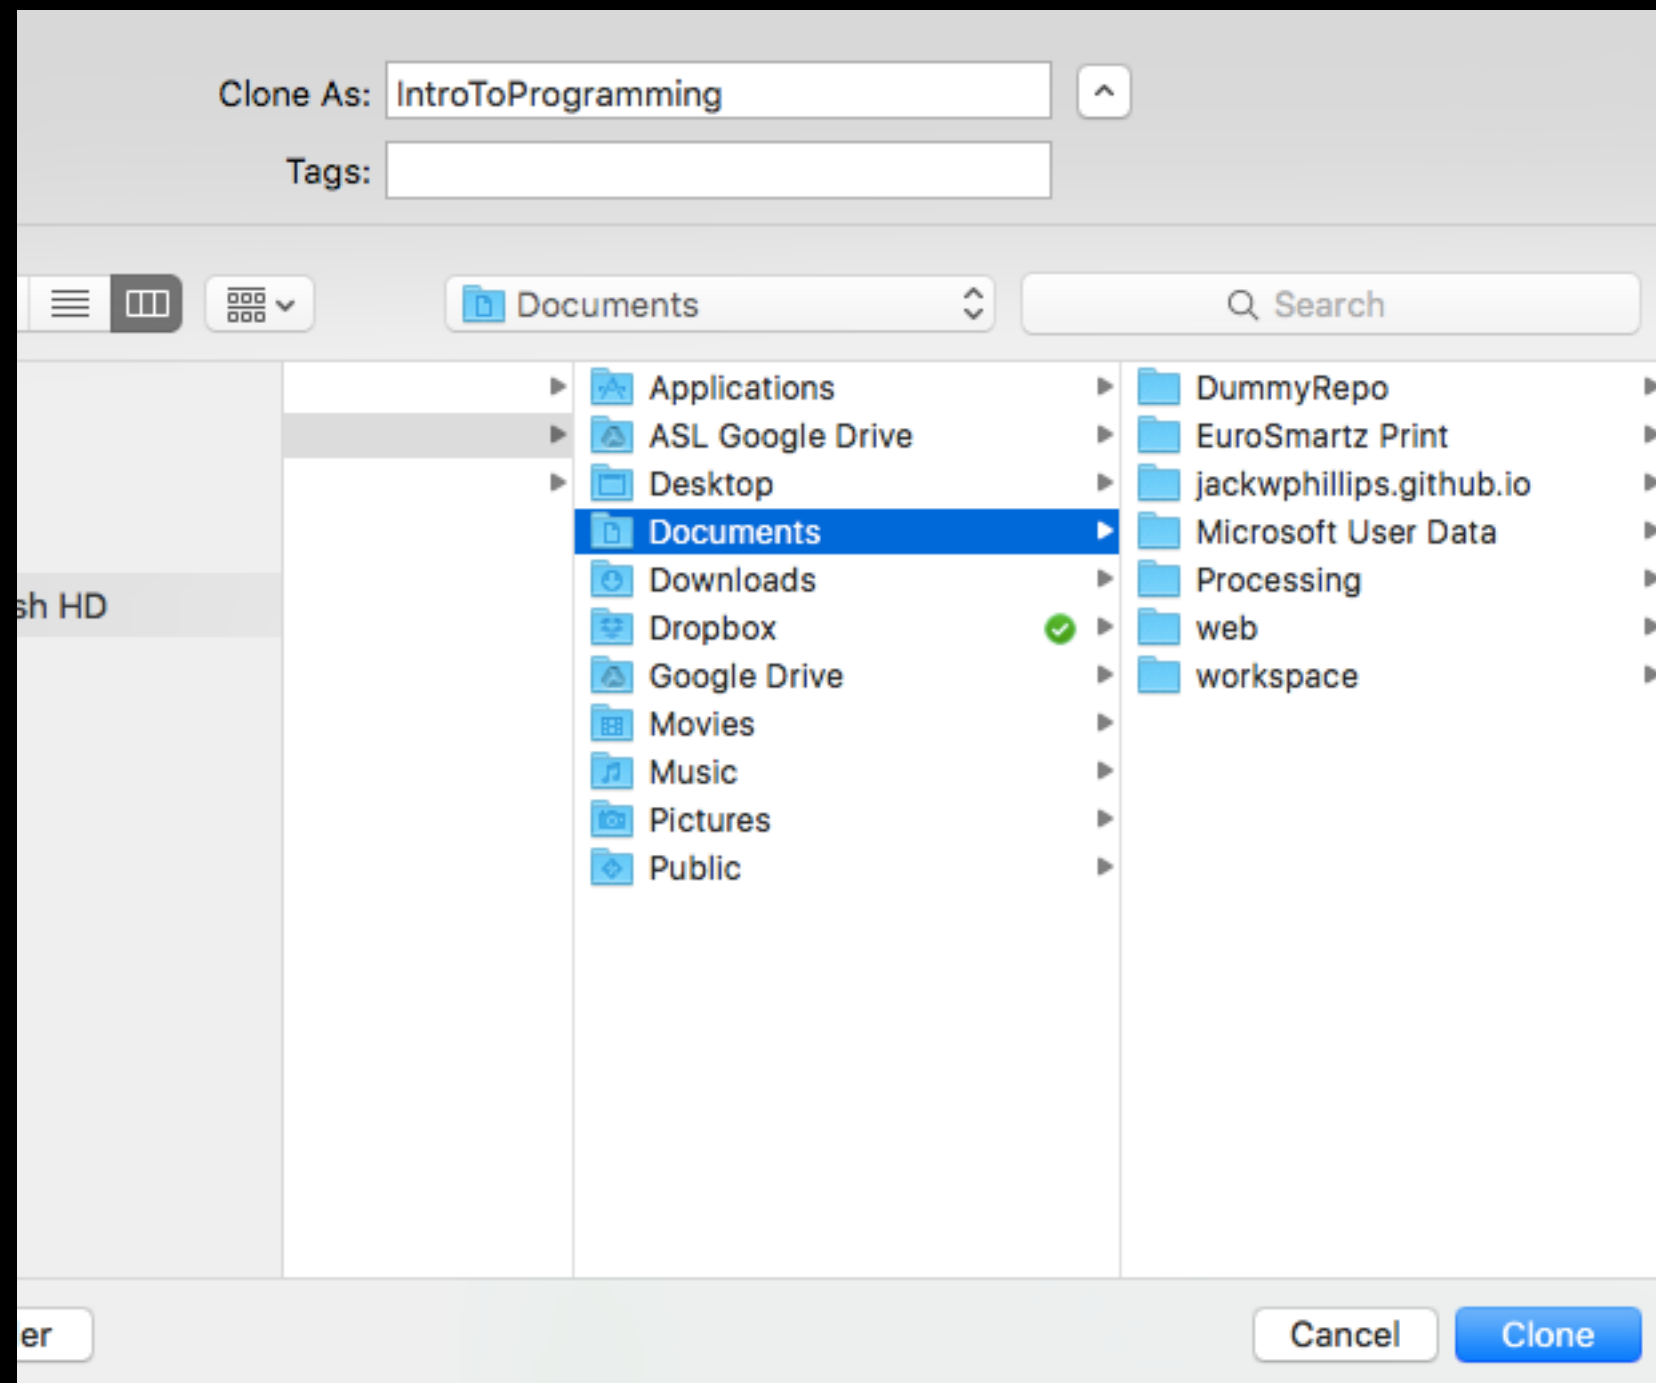 Clone As: IntroToProgramming
Tags:
Documents
Search
sh HD
Applications
ASL Google Drive
Desktop
Documents
Downloads
Dropbox
Google Drive
Movies
Music
Pictures
Public
DummyRepo
EuroSmartz Print
jackwphillips.github.io
Microsoft User Data
Processing
web
workspace
er
Cancel
Clone